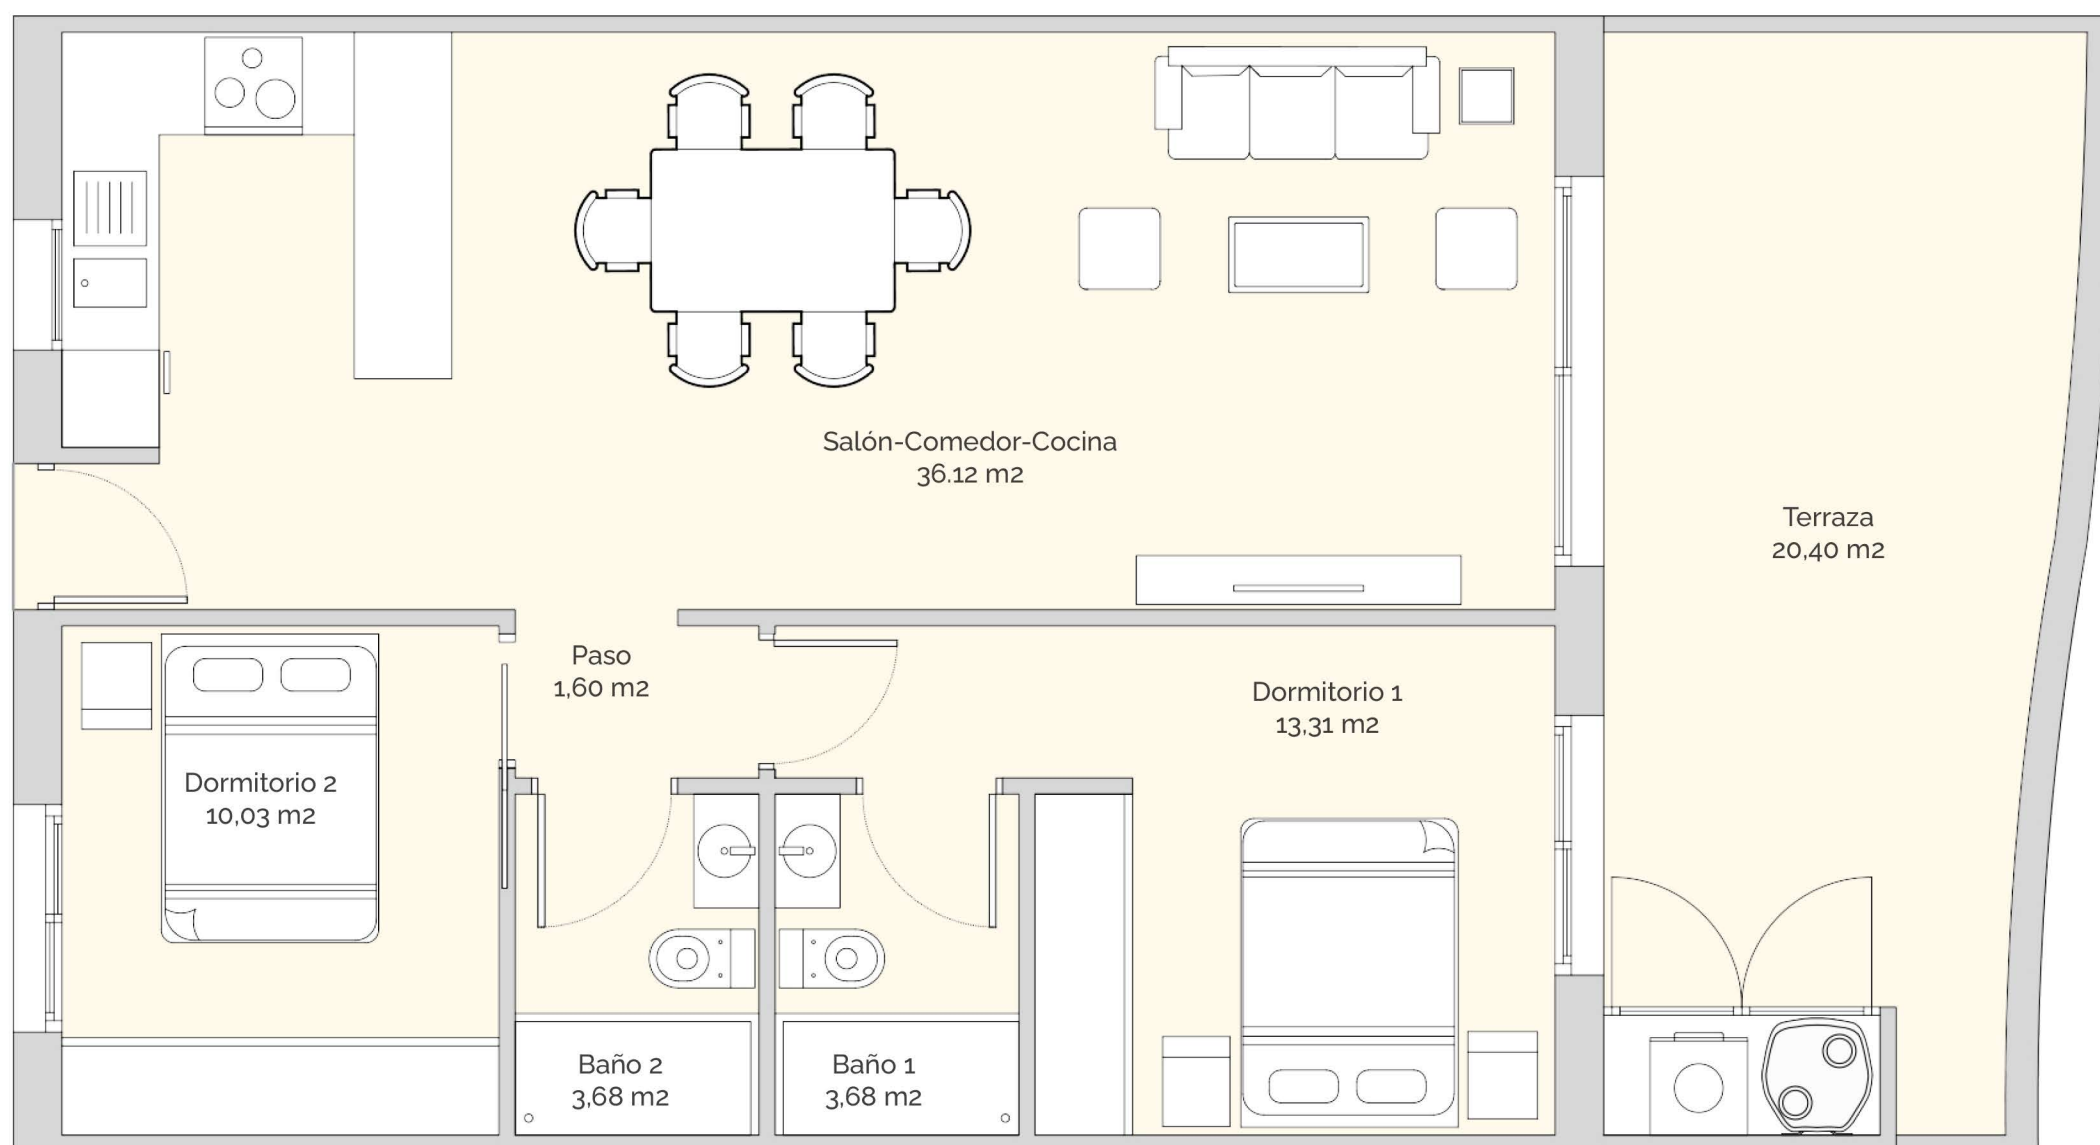 Salón-Comedor-Cocina
36.12 m2
Terraza
20,40 m2
Paso
1,60 m2
Dormitorio 1
13,31 m2
Dormitorio 2
10,03 m2
Baño 2
3,68 m2
Baño 1
3,68 m2